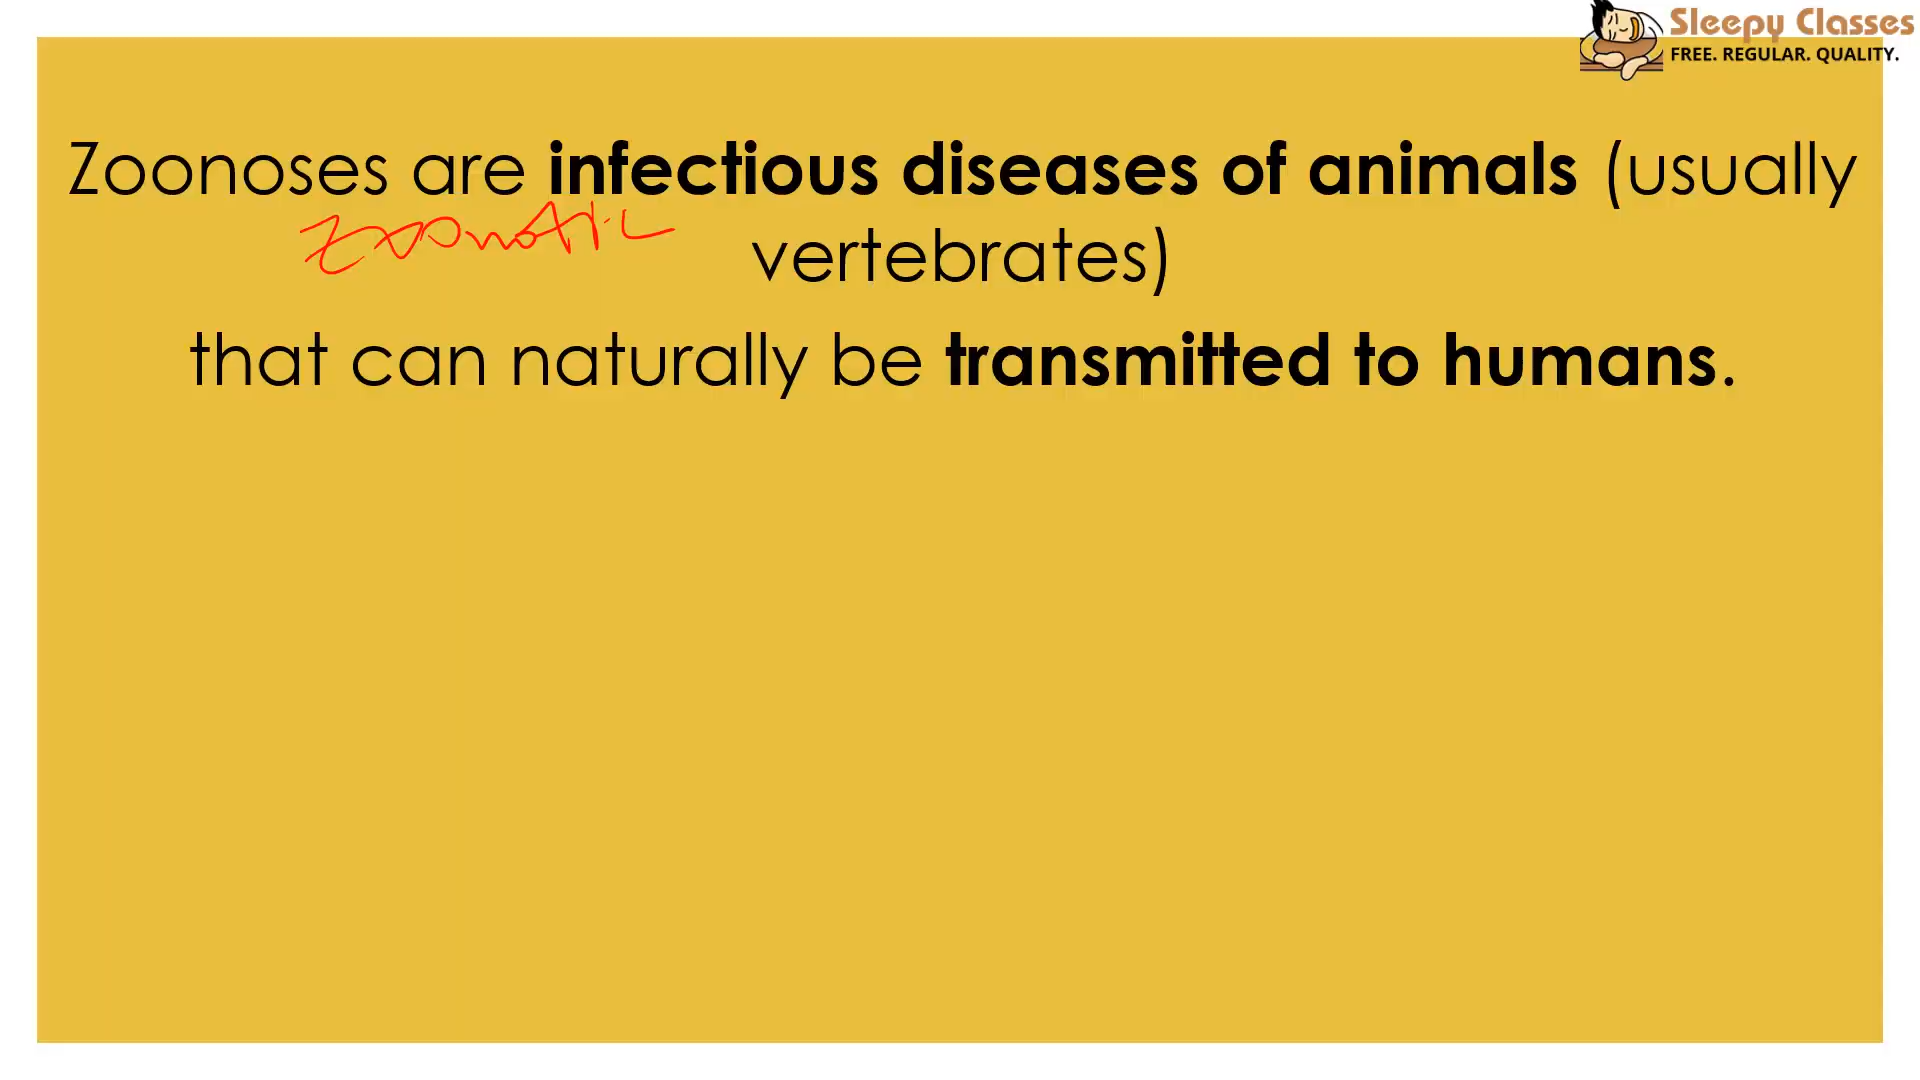 Sleepy Classes
FREE. REGULAR. QUALITY.
Zoonoses are infectious diseases of animals (usually
zoonotic
vertebrates)
that can naturally be transmitted to humans.